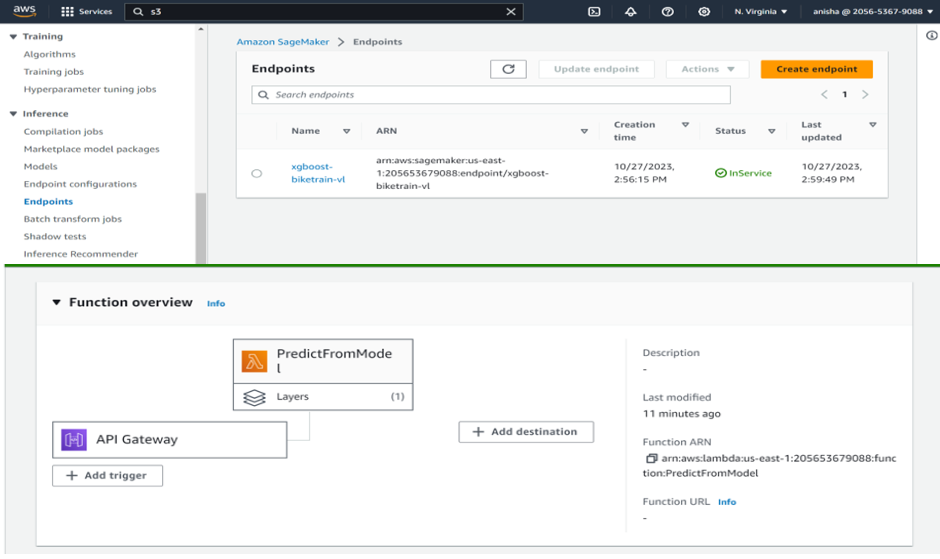 aws Services s3 N. Virginia anisha @ 2056-5367-9088
Training
Algorithms
Training jobs
Hyperparameter tuning jobs
Inference
Compilation jobs
Marketplace model packages
Models
Endpoint configurations
Endpoints
Batch transform jobs
Shadow tests
Inference Recommender
Amazon SageMaker > Endpoints
Endpoints
Update endpoint Actions Create endpoint
Search endpoints
1
Name ARN Creation time Status Last updated
xgboost-
biketrain-vl
arn:aws:sagemaker:us-east-
1:205653679088:endpoint/xgboost-
biketrain-vl
10/27/2023,
2:56:15 PM
InService
10/27/2023,
2:59:49 PM
Function overview Info
PredictFromMode
l
Layers (1)
API Gateway
+ Add trigger
+ Add destination
Description
-
Last modified
11 minutes ago
Function ARN
arn:aws:lambda:us-east-1:205653679088:func
tion:PredictFromModel
Function URL Info
-